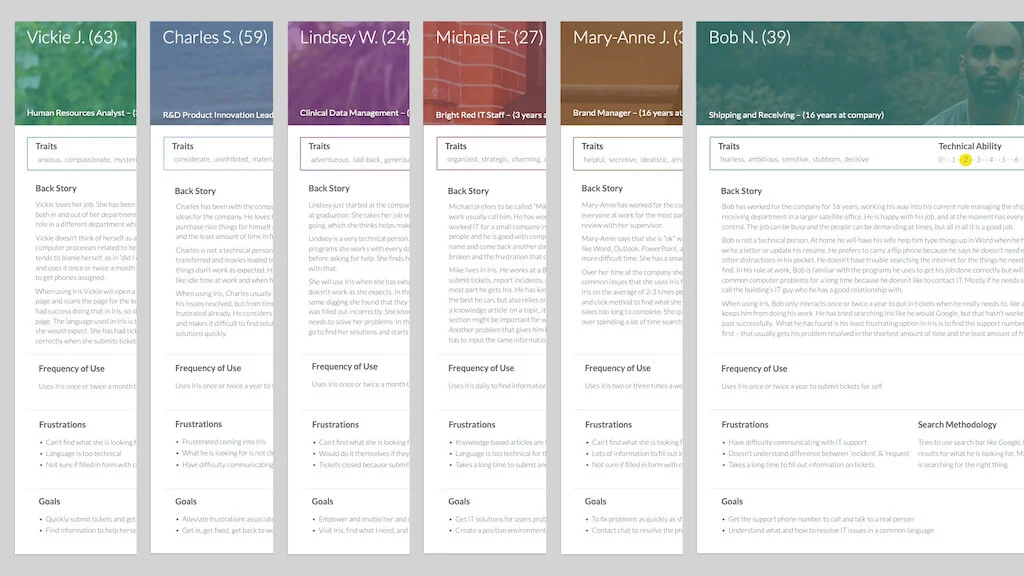 Vickie J. (63)
Human Resources Analyst – (
Traits
anxious, compassionate, mysteri
Back Story
Vickie loves her job. She has been
both in and out of her department
role in a different department whi
Vickie doesn't think of herself as a
computer processes related to he
tends to blame herself, as in "did I
and uses it once or twice a month
to get phones assigned.
When using Iris Vickie will open a
page and scans the page for the ke
had success doing that in Iris, so s
page. The language used in Iris is t
she would expect. She has had tick
correctly when she submits ticket
Frequency of Use
Uses Iris once or twice a month t
Frustrations
• Can't find what she is looking f
• Language is too technical
• Not sure if filled in form with c
Goals
• Quickly submit tickets and get
• Find information to help herse
Charles S. (59)
R&D Product Innovation Lead
Traits
considerate, uninhibited, materi
Back Story
Charles has been with the compa
ideas for the company. He loves
purchase nice things for himself a
and the least amount of time in f
Charles is not a technical person.
transferred and movies loaded to
things don't work as expected. H
like idle time at work and when h
When using Iris, Charles usually
his issues resolved, but from time
frustrated already. He considers
and makes it difficult to find solut
solutions quickly.
Frequency of Use
Uses Iris once or twice a year to s
Frustrations
• Frusterated coming into Iris
• What he is looking for is not cle
• Have difficulty communicating
Goals
• Alleviate frustrations associate
• Get in, get fixed, get back to wo
Lindsey W. (24)
Clinical Data Management – (
Traits
adventurous, laid back, generou
Back Story
Lindsey just started at the compa
at graduation. She takes her job se
going, which she thinks helps mak
Lindsey is a very technical person,
programs she works with every da
before asking for help. She finds h
with that.
She will use Iris when she has exh
doesn't work as she expects. In th
some digging she found that they
was filled out incorrectly. She kno
needs to solve her problems. In th
go to find her solutions and starts
Frequency of Use
Uses Iris once or twice a month t
Frustrations
• Can't find what she is looking f
• Would do it themselves if they
• Tickets closed because submitt
Goals
• Empower and enable her and o
• Visit Iris, find what I need, and
Michael E. (27)
Bright Red IT Staff – (3 years a
Traits
organized, strategic, charming, i
Back Story
Michael prefers to be called "Mik
work usually call him. He has wor
worked IT for a small company in
people and he is good with comp
name and come back another da
broken and the frustration that c
Mike lives in Iris. He works at a B
submit tickets, report incidents, a
most part he gets Iris. He has kin
the best he can, but also relies on
a knowledge article on a topic, it
section might be important for w
Another problem that gives him
has to input the same informatio
Frequency of Use
Uses Iris daily to find information
Frustrations
• Knowledge based articles are l
• Language is too technical for th
• Takes a long time to submit an
Goals
• Get IT solutions for users prob
• Create a positive environment
Mary-Anne J. (3
Brand Manager – (16 years at
Traits
helpful, secretive, idealistic, arro
Back Story
Mary-Anne has worked for the co
everyone at work for the most par
review with her supervisor.
Mary-Anne says that she is "ok" w
like Word, Outlook, PowerPoint,
more difficult time. She has a sma
Over her time at the company she
common issues that she uses Iris f
Iris on the average of 2-3 times pe
and click method to find what she
takes too long to complete. She qu
over spending a lot of time search
Frequency of Use
Uses Iris two or three times a we
Frustrations
• Can't find what she is looking f
• Lots of information to fill out in
• Not sure if filled in form with c
Goals
• To fix problems as quickly as sh
• Contact chat to resolve the pro
Bob N. (39)
Shipping and Receiving – (16 years at company)
Traits
fearless, ambitious, sensitive, stubborn, decisive
Technical Ability
0 - - 1 - - 2 - - 3 - - 4 - - 5 - - 6 -
Back Story
Bob has worked for the company for 16 years, working his way into his current role managing the ship
receiving department in a larger satellite office. He is happy with his job, and at the moment has every
control. The job can be busy and the people can be demanding at times, but all in all it is a good job
Bob is not a technical person. At home he will have his wife help him type things up in Word when he h
write a letter or update his resume. He prefers to carry a flip phone because he says he doesn't need e
other distractions in his pocket. He doesn't have trouble searching the internet for the things he needs
find. In his role at work, Bob is familiar with the programs he uses to get his job done correctly but will
common computer problems for a long time because he doesn't like to contact IT. Mostly if he needs s
call the building's IT guy who he has a good relationship with.
When using Iris, Bob only interacts once or twice a year to put in tickets when he really needs to, like i
keeps him from doing his work. He has tried searching Iris like he would Google, but that hasn't worke
past successfully. What he has found is his least frustrating option in Iris is to find the support numbe
first – that usually gets his problem resolved in the shortest amount of time and the least amount of fr
Frequency of Use
Uses Iris once or twice a year to submit tickets for self
Frustrations
• Have difficulty communicating with IT support
• Doesn't understand difference between 'incident' & 'request'
• Takes a long time to fill out information on tickets
Search Methodology
Tries to use search bar like Google,
results for what he is looking for. M
is searching for the right thing
Goals
• Get the support phone number to call and talk to a real person
• Understand what and how to resolve IT issues in a common language.